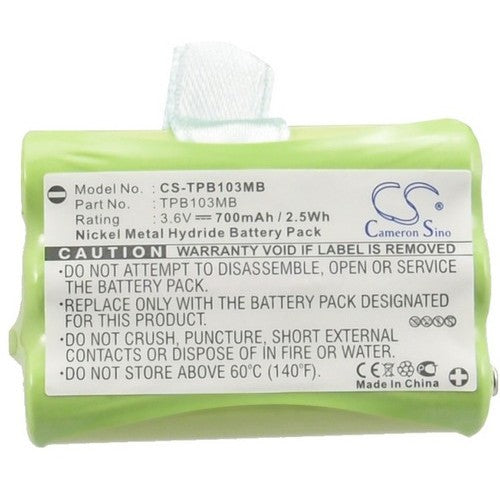 Model No. : CS-TPB103MB
Part No. : TPB103MB
Rating : 3.6V 700mAh / 2.5Wh
Nickel Metal Hydride Battery Pack
CS
Cameron Sino
CAUTION: WARRANTY VOID IF LABEL IS REMOVED
•DO NOT ATTEMPT TO DISASSEMBLE, OPEN OR SERVICE THE BATTERY PACK.
•REPLACE ONLY WITH THE BATTERY PACK DESIGNATED FOR THIS PRODUCT.
•DO NOT CRUSH, PUNCTURE, SHORT EXTERNAL CONTACTS OR DISPOSE OF IN FIRE OR WATER.
•DO NOT STORE ABOVE 60°C (140°F).
CE
Made In China
- +